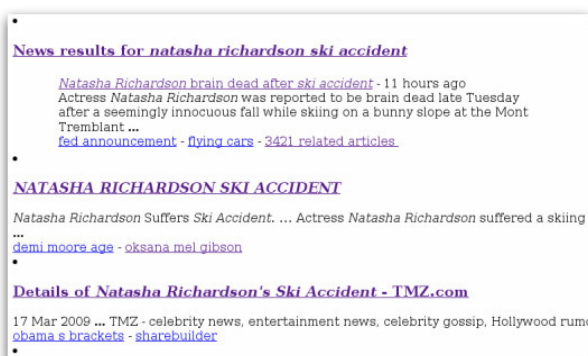 News results for natasha richardson ski accident
Natasha Richardson brain dead after ski accident - 11 hours ago
Actress Natasha Richardson was reported to be brain dead late Tuesday
after a seemingly innocuous fall while skiing on a bunny slope at the Mont
Tremblant ...
fed announcement - flying cars - 3421 related articles
NATASHA RICHARDSON SKI ACCIDENT
Natasha Richardson Suffers Ski Accident. ... Actress Natasha Richardson suffered a skiing
...
demi moore age - oksana mel gibson
Details of Natasha Richardson's Ski Accident - TMZ.com
17 Mar 2009 ... TMZ - celebrity news, entertainment news, celebrity gossip, Hollywood
obama s brackets - sharebuilder